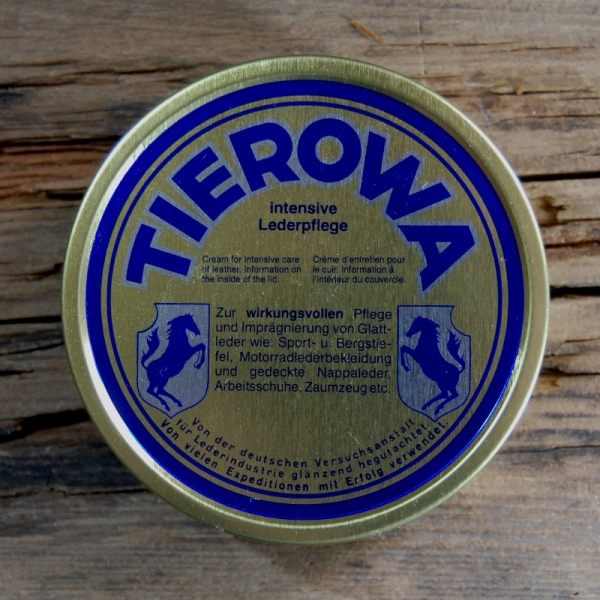 TIEROWA
intensive
Lederpflege
Cream for intensive care
of leather. Information on
the inside of the lid.
Crème d'entretien pour
le cuir. Information à
l'intérieur du couvercle.
Zur wirkungsvollen Pflege
und Imprägnierung von Glatt-
leder wie: Sport- u. Bergstie-
fel, Motorradlederbekleidung
und gedeckte Nappaleder,
Arbeitsschuhe, Zaumzeug etc.
Von der deutschen Versuchsanstalt
für Lederindustrie glänzend begutachtet.
Von vielen Expeditionen mit Erfolg verwendet.